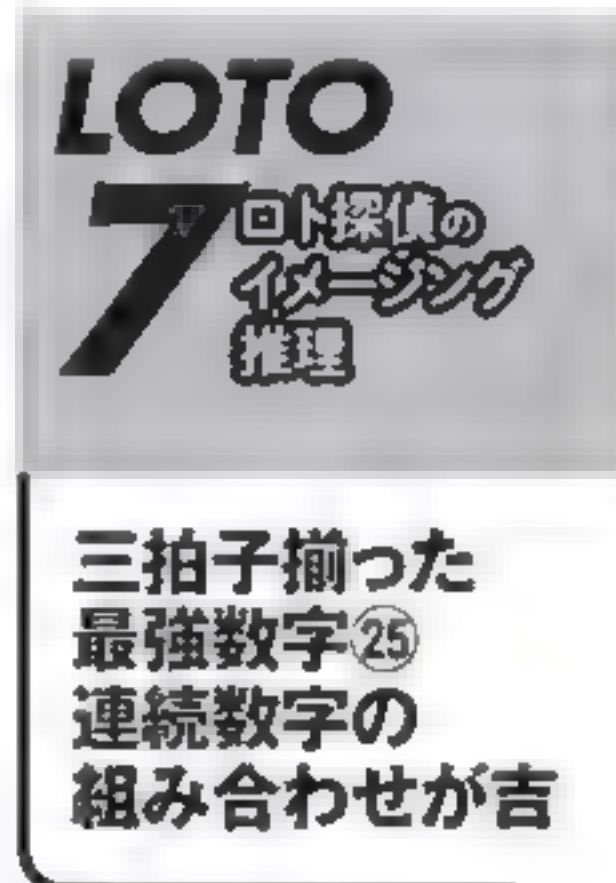 LOTO
7
ロト探偵の
イメージング
推理
三拍子揃った
最強数字㉕
連続数字の
組み合わせが吉